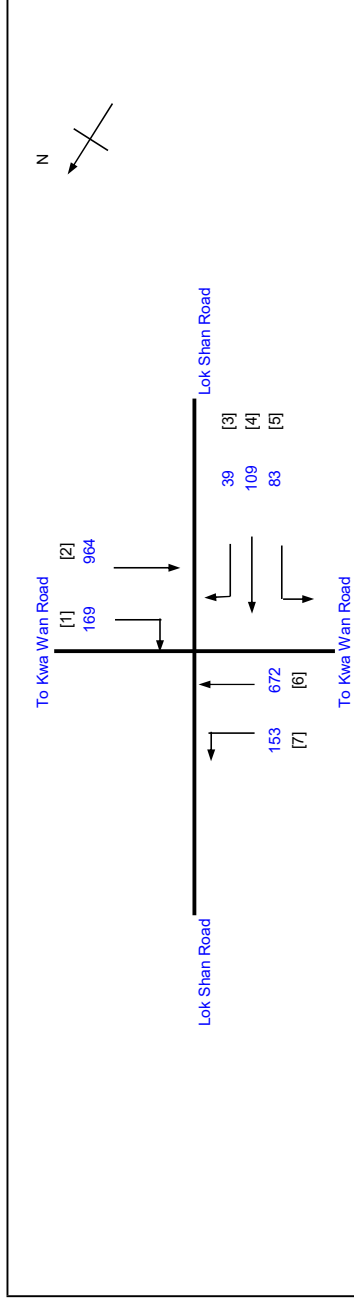 N
To Kwa Wan Road
[1] [2]
169 964
Lok Shan Road
39 [3]
109 [4]
83 [5]
Lok Shan Road
153 672
[7] [6]
To Kwa Wan Road